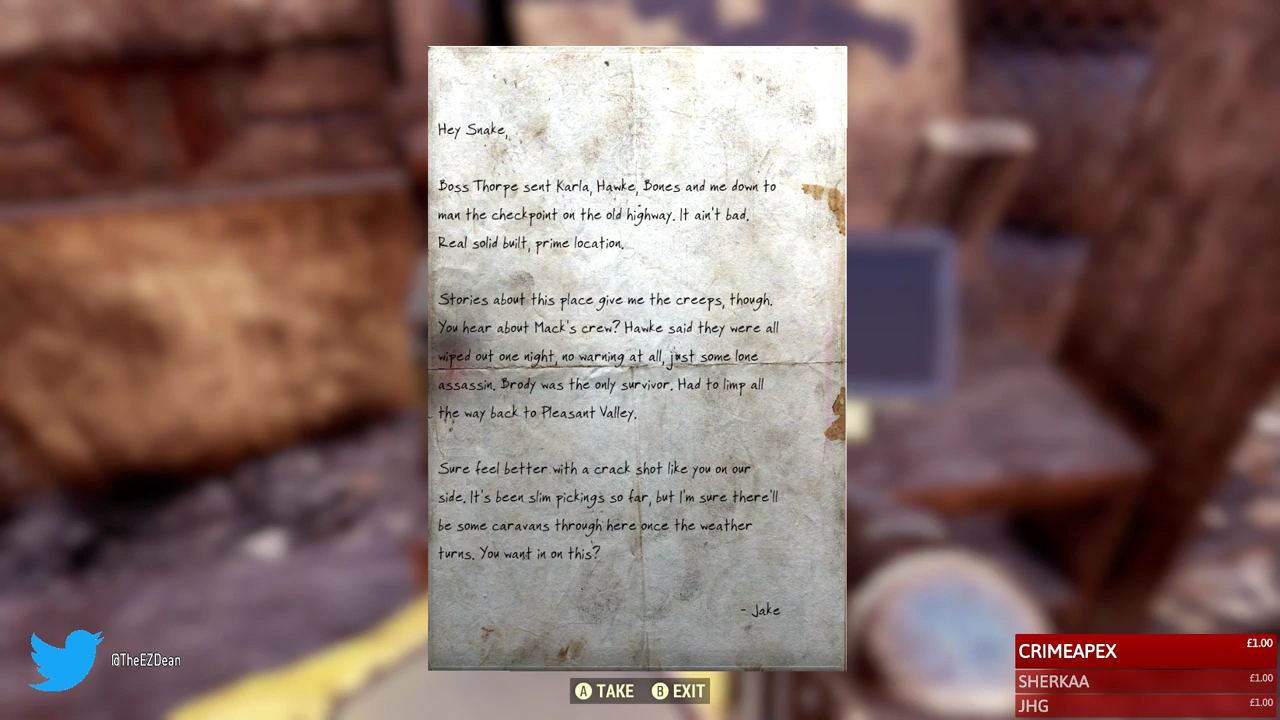 Hey Snake,
Boss Thorpe sent Karla, Hawke, Bones and me down to
man the checkpoint on the old highway. It ain't bad.
Real solid built, prime location.
Stories about this place give me the creeps, though.
You hear about Mack's crew? Hawke said they were all
wiped out one night, no warning at all, just some lone
assassin. Brody was the only survivor. Had to limp all
the way back to Pleasant Valley.
Sure feel better with a crack shot like you on our
side. It's been slim pickings so far, but I'm sure there'll
be some caravans through here once the weather
turns. You want in on this?
- Jake
@TheEZDean
A TAKE B EXIT
CRIMEAPEX £1.00
SHERKAA £1.00
JHG £1.00